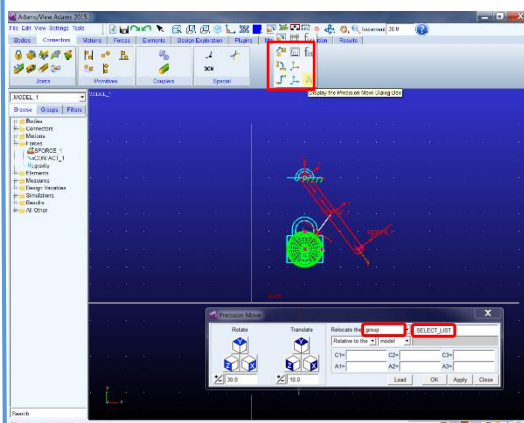 Adams/View Adams 2015
File Edit View Settings Tools
Increment 20.0
Bodies Connectors Motions Forces Elements Design Exploration Plugins Results
Joints Primitives Couplers Special
Display the Precision Move Dialog Box
.MODEL_1
Browse Groups Filters
Bodies
Connectors
Motions
Forces
SFORCE_1
CONTACT_1
gravity
Elements
Measures
Design Variables
Simulations
Results
All Other
Search
Precision Move
X
Rotate Translate Relocate the group SELECT_LIST
Relative to the model
C1= C2= C3=
A1= A2= A3=
30.0 10.0 Load OK Apply Close